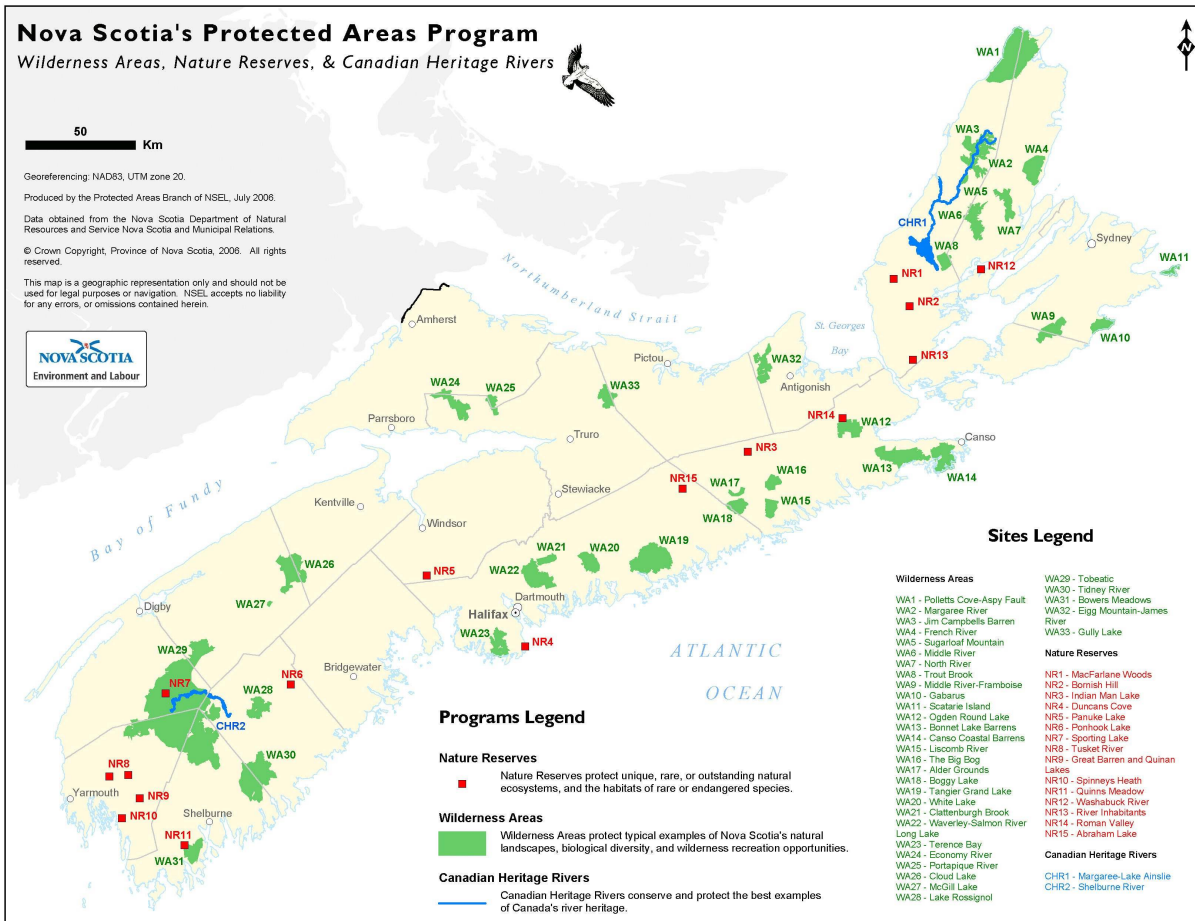 Nova Scotia's Protected Areas Program
Wilderness Areas, Nature Reserves, & Canadian Heritage Rivers
N
50
Km
Georeferencing: NAD83, UTM zone 20.
Produced by the Protected Areas Branch of NSEL, July 2006.
Data obtained from the Nova Scotia Department of Natural
Resources and Service Nova Scotia and Municipal Relations.
© Crown Copyright, Province of Nova Scotia, 2006. All rights
reserved.
This map is a geographic representation only and should not be
used for legal purposes or navigation. NSEL accepts no liability
for any errors, or omissions contained herein.
NOVA SCOTIA
Environment and Labour
WA1
WA3
WA4
WA2
WA5
WA6
CHR1
WA7
Sydney
WA8
WA11
NR12
NR1
NR2
WA9
WA10
NR13
Northumberland Strait
St. Georges
Bay
Amherst
Pictou
WA32
Antigonish
WA24
WA25
WA33
Parrsboro
NR14
WA12
Truro
Canso
NR3
WA13
WA14
WA16
NR15
WA17
Stewiacke
WA15
WA18
Kentville
Windsor
Bay of Fundy
WA19
WA21
WA20
WA22
WA26
NR5
Dartmouth
WA27
Halifax
Digby
WA23
NR4
WA29
Bridgewater
NR6
NR7
WA28
CHR2
WA30
NR8
Yarmouth
NR9
NR10
Shelburne
NR11
WA31
ATLANTIC
OCEAN
Programs Legend
Nature Reserves
Nature Reserves protect unique, rare, or outstanding natural
ecosystems, and the habitats of rare or endangered species.
Wilderness Areas
Wilderness Areas protect typical examples of Nova Scotia's natural
landscapes, biological diversity, and wilderness recreation opportunities.
Canadian Heritage Rivers
Canadian Heritage Rivers conserve and protect the best examples
of Canada's river heritage.
Sites Legend
Wilderness Areas
WA1 - Polletts Cove-Aspy Fault
WA2 - Margaree River
WA3 - Jim Campbells Barren
WA4 - French River
WA5 - Sugarloaf Mountain
WA6 - Middle River
WA7 - North River
WA8 - Trout Brook
WA9 - Middle River-Framboise
WA10 - Gabarus
WA11 - Scatarie Island
WA12 - Ogden Round Lake
WA13 - Bonnet Lake Barrens
WA14 - Canso Coastal Barrens
WA15 - Liscomb River
WA16 - The Big Bog
WA17 - Alder Grounds
WA18 - Boggy Lake
WA19 - Tangier Grand Lake
WA20 - White Lake
WA21 - Clattenburgh Brook
WA22 - Waverley-Salmon River
Long Lake
WA23 - Terence Bay
WA24 - Economy River
WA25 - Portapique River
WA26 - Cloud Lake
WA27 - McGill Lake
WA28 - Lake Rossignol
WA29 - Tobeatic
WA30 - Tidney River
WA31 - Bowers Meadows
WA32 - Eigg Mountain-James
River
WA33 - Gully Lake
Nature Reserves
NR1 - MacFarlane Woods
NR2 - Bornish Hill
NR3 - Indian Man Lake
NR4 - Duncans Cove
NR5 - Panuke Lake
NR6 - Ponhook Lake
NR7 - Sporting Lake
NR8 - Tusket River
NR9 - Great Barren and Quinan
Lakes
NR10 - Spinneys Heath
NR11 - Quinns Meadow
NR12 - Washabuck River
NR13 - River Inhabitants
NR14 - Roman Valley
NR15 - Abraham Lake
Canadian Heritage Rivers
CHR1 - Margaree-Lake Ainslie
CHR2 - Shelburne River